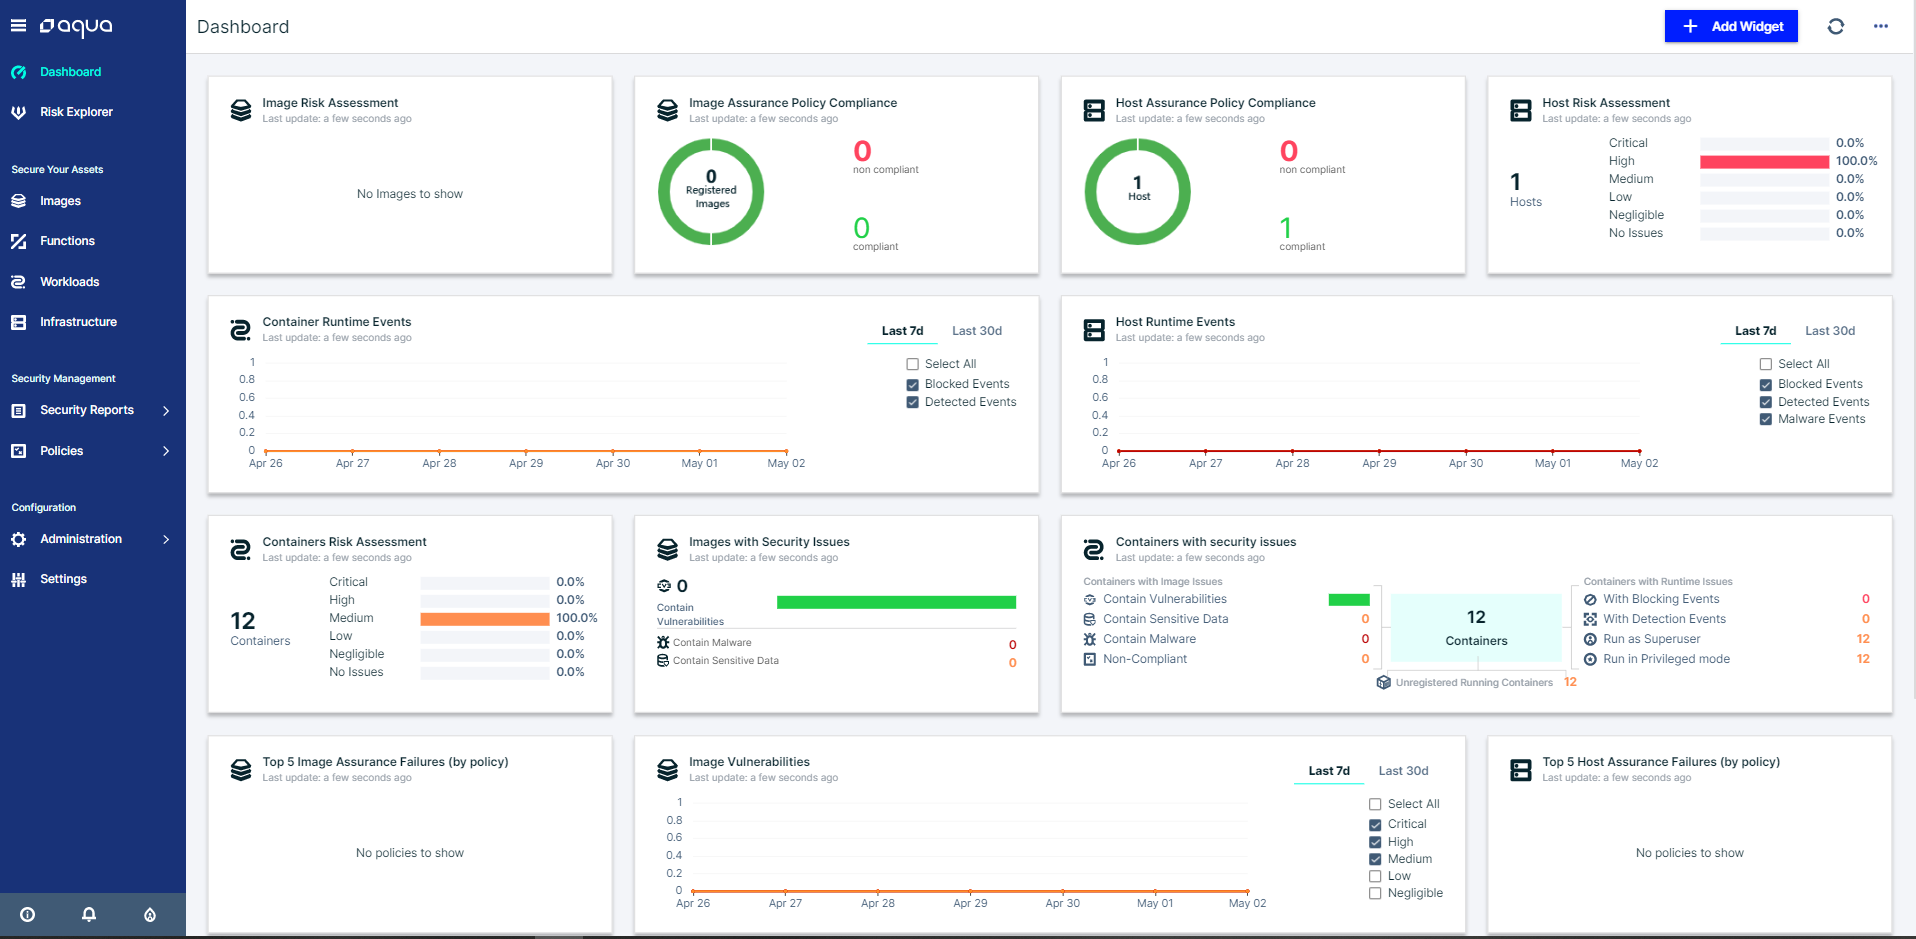 aqua
Dashboard
Add Widget
Dashboard
Risk Explorer
Secure Your Assets
Images
Functions
Workloads
Infrastructure
Security Management
Security Reports
Policies
Configuration
Administration
Settings
Image Risk Assessment
Last update: a few seconds ago
No Images to show
Image Assurance Policy Compliance
Last update: a few seconds ago
0
Registered
Images
0
non compliant
0
compliant
Host Assurance Policy Compliance
Last update: a few seconds ago
1
Host
0
non compliant
1
compliant
Host Risk Assessment
Last update: a few seconds ago
1
Hosts
Critical 0.0%
High 100.0%
Medium 0.0%
Low 0.0%
Negligible 0.0%
No Issues 0.0%
Container Runtime Events
Last update: a few seconds ago
Last 7d Last 30d
Select All
Blocked Events
Detected Events
1
0.8
0.6
0.4
0.2
0
Apr 26 Apr 27 Apr 28 Apr 29 Apr 30 May 01 May 02
Host Runtime Events
Last update: a few seconds ago
Last 7d Last 30d
Select All
Blocked Events
Detected Events
Malware Events
1
0.8
0.6
0.4
0.2
0
Apr 26 Apr 27 Apr 28 Apr 29 Apr 30 May 01 May 02
Containers Risk Assessment
Last update: a few seconds ago
12
Containers
Critical 0.0%
High 0.0%
Medium 100.0%
Low 0.0%
Negligible 0.0%
No Issues 0.0%
Images with Security Issues
Last update: a few seconds ago
0
Contain
Vulnerabilities
Contain Malware 0
Contain Sensitive Data 0
Containers with security issues
Last update: a few seconds ago
Containers with Image Issues
Contain Vulnerabilities
Contain Sensitive Data 0
Contain Malware 0
Non-Compliant 0
12
Containers
Unregistered Running Containers 12
Containers with Runtime Issues
With Blocking Events 0
With Detection Events 0
Run as Superuser 12
Run in Privileged mode 12
Top 5 Image Assurance Failures (by policy)
Last update: a few seconds ago
No policies to show
Image Vulnerabilities
Last update: a few seconds ago
Last 7d Last 30d
Select All
Critical
High
Medium
Low
Negligible
1
0.8
0.6
0.4
0.2
0
Apr 26 Apr 27 Apr 28 Apr 29 Apr 30 May 01 May 02
Top 5 Host Assurance Failures (by policy)
Last update: a few seconds ago
No policies to show